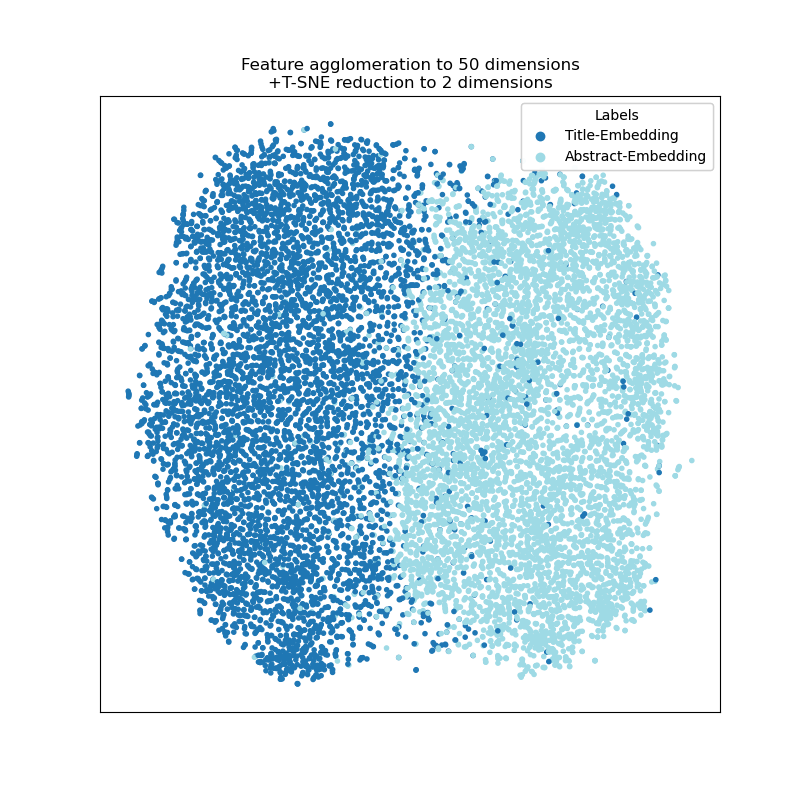 Feature agglomeration to 50 dimensions
+T-SNE reduction to 2 dimensions
Labels
Title-Embedding
Abstract-Embedding